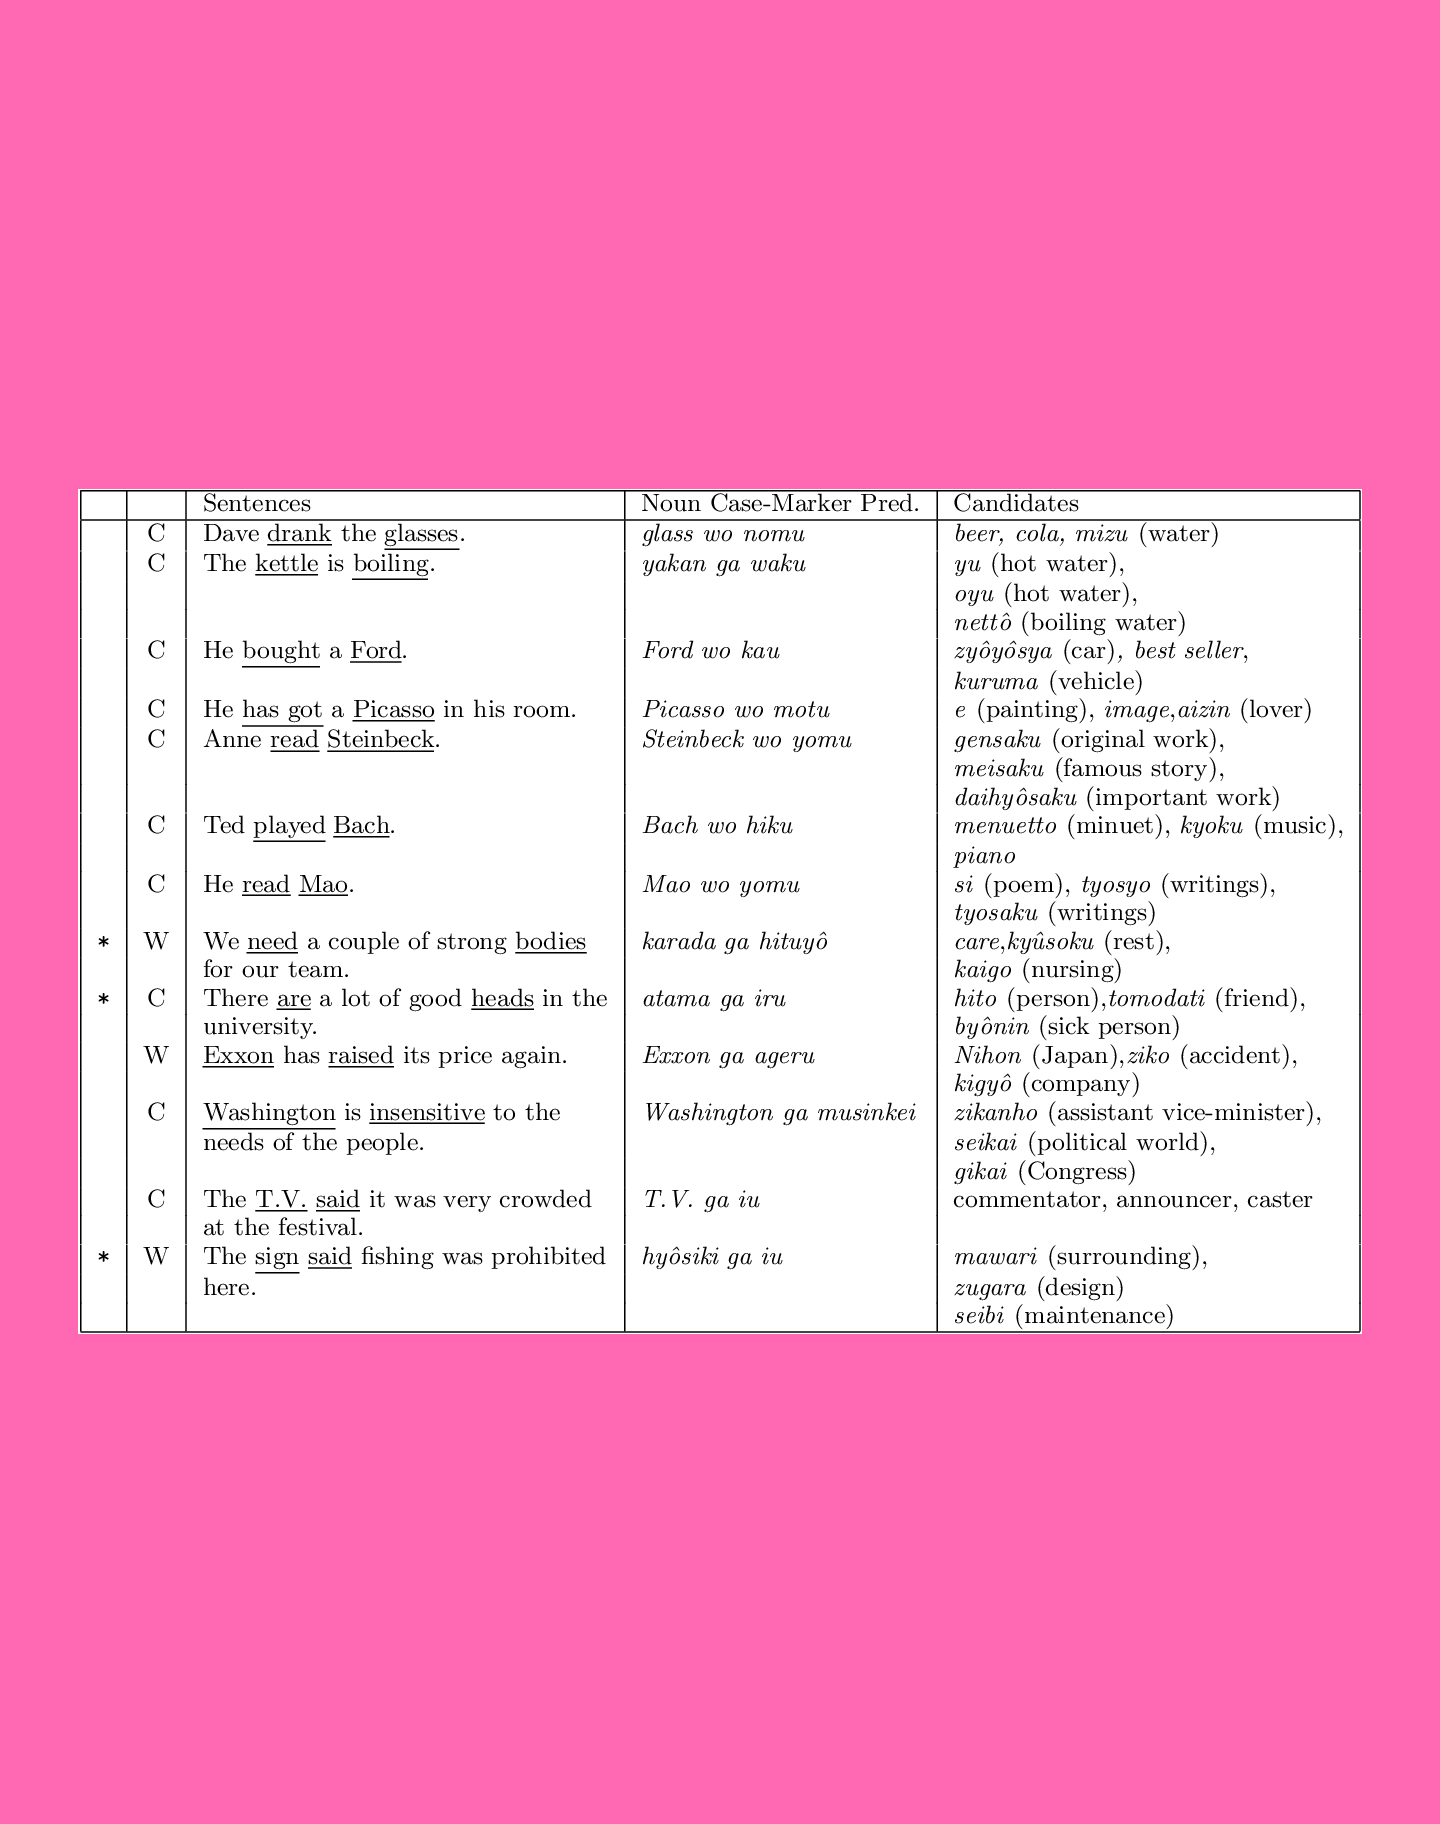 Sentences Noun Case-Marker Pred. Candidates
C Dave drank the glasses. glass wo nomu beer, cola, mizu (water)
C The kettle is boiling. yakan ga waku yu (hot water),
oyu (hot water),
nettô (boiling water)
C He bought a Ford. Ford wo kau zyôyôsya (car), best seller,
kuruma (vehicle)
C He has got a Picasso in his room. Picasso wo motu e (painting), image,aizin (lover)
C Anne read Steinbeck. Steinbeck wo yomu gensaku (original work),
meisaku (famous story),
daihyôsaku (important work)
C Ted played Bach. Bach wo hiku menuetto (minuet), kyoku (music),
piano
C He read Mao. Mao wo yomu si (poem), tyosyo (writings),
tyosaku (writings)
* W We need a couple of strong bodies karada ga hituyô care,kyûsoku (rest),
for our team. kaigo (nursing)
* C There are a lot of good heads in the atama ga iru hito (person),tomodati (friend),
university. byônin (sick person)
W Exxon has raised its price again. Exxon ga ageru Nihon (Japan),ziko (accident),
kigyô (company)
C Washington is insensitive to the Washington ga musinkei zikanho (assistant vice-minister),
needs of the people. seikai (political world),
gikai (Congress)
C The T.V. said it was very crowded T.V. ga iu commentator, announcer, caster
at the festival.
* W The sign said fishing was prohibited hyôsiki ga iu mawari (surrounding),
here. zugara (design)
seibi (maintenance)